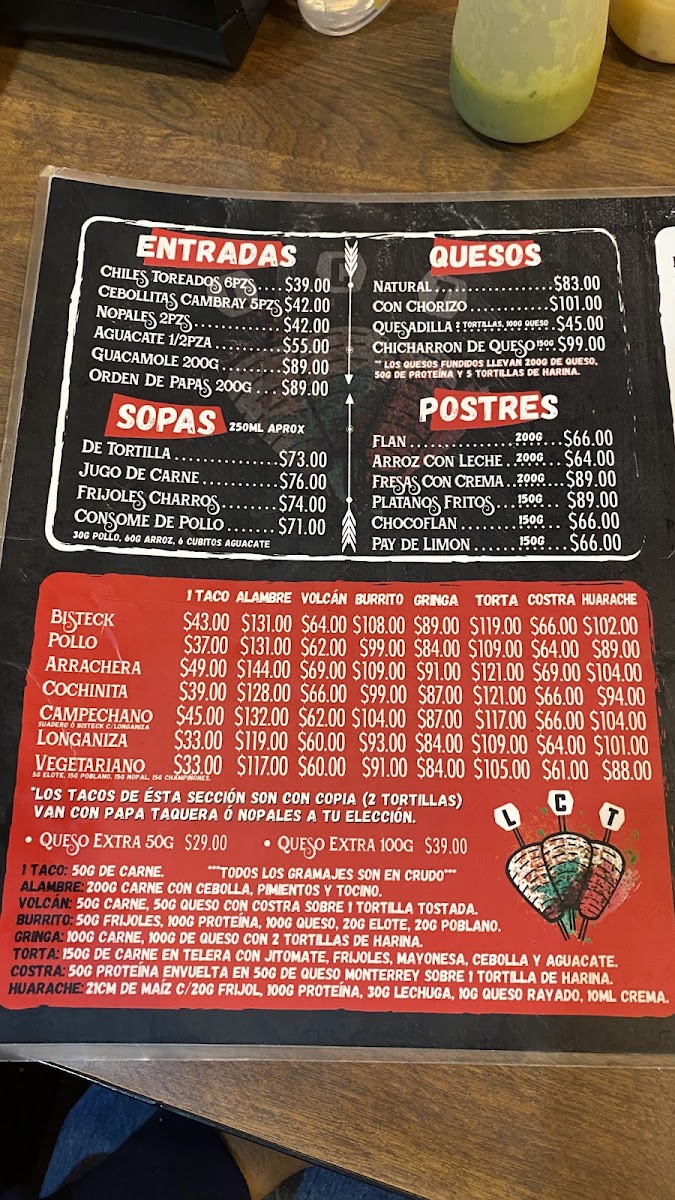 ENTRADAS
CHILES TOREADOS 6PZS....$39.00
CEBOLLITAS CAMBRAY 5PZS $42.00
NOPALES 2PZS.............$42.00
AGUACATE 1/2PZA..........$55.00
GUACAMOLE 200G..........$89.00
ORDEN DE PAPAS 200G... $89.00
SOPAS 250ML APROX
DE TORTILLA...............$73.00
JUGO DE CARNE...........$76.00
FRIJOLES CHARROS........$74.00
CONSOME DE POLLO.......$71.00
30G POLLO, 60G ARROZ, 6 CUBITOS AGUACATE
QUESOS
NATURAL.................$83.00
CON CHORIZO............$101.00
QUESADILLA 2 TORTILLAS, 100G QUESO.$45.00
CHICHARRON DE QUESO 150G..$99.00
** LOS QUESOS FUNDIDOS LLEVAN 200G DE QUESO,
50G DE PROTEÍNA Y 5 TORTILLAS DE HARINA.
POSTRES
FLAN.............200G...$66.00
ARROZ CON LECHE..200G...$64.00
FRESAS CON CREMA..200G...$89.00
PLATANOS FRITOS...150G... $89.00
CHOCOFLAN........150G... $66.00
PAY DE LIMON......150G...$66.00
1 TACO ALAMBRE VOLCÁN BURRITO GRINGA TORTA COSTRA HUARACHE
BISTECK $43.00 $131.00 $64.00 $108.00 $89.00 $119.00 $66.00 $102.00
POLLO $37.00 $131.00 $62.00 $99.00 $84.00 $109.00 $64.00 $89.00
ARRACHERA $49.00 $144.00 $69.00 $109.00 $91.00 $121.00 $69.00 $104.00
COCHINITA $39.00 $128.00 $66.00 $99.00 $87.00 $121.00 $66.00 $94.00
CAMPECHANO $45.00 $132.00 $62.00 $104.00 $87.00 $117.00 $66.00 $104.00
SUADERO Ó BISTECK C/LONGANIZA
LONGANIZA $33.00 $119.00 $60.00 $93.00 $84.00 $109.00 $64.00 $101.00
VEGETARIANO $33.00 $117.00 $60.00 $91.00 $84.00 $105.00 $61.00 $88.00
5G ELOTE, 15G POBLANO, 15G NOPAL, 15G CHAMPIÑONES.
*LOS TACOS DE ÉSTA SECCIÓN SON CON COPIA (2 TORTILLAS)
VAN CON PAPA TAQUERA Ó NOPALES A TU ELECCIÓN.
• QUESO EXTRA 50G $29.00 • QUESO EXTRA 100G $39.00
L C T
1 TACO: 50G DE CARNE. ***TODOS LOS GRAMAJES SON EN CRUDO***
ALAMBRE: 200G CARNE CON CEBOLLA, PIMIENTOS Y TOCINO.
VOLCÁN: 50G CARNE, 50G QUESO CON COSTRA SOBRE 1 TORTILLA TOSTADA.
BURRITO: 50G FRIJOLES, 100G PROTEÍNA, 100G QUESO, 20G ELOTE, 20G POBLANO.
GRINGA: 100G CARNE, 100G DE QUESO CON 2 TORTILLAS DE HARINA.
TORTA: 150G DE CARNE EN TELERA CON JITOMATE, FRIJOLES, MAYONESA, CEBOLLA Y AGUACATE.
COSTRA: 50G PROTEÍNA ENVUELTA EN 50G DE QUESO MONTERREY SOBRE 1 TORTILLA DE HARINA.
HUARACHE: 21CM DE MAÍZ C/20G FRIJOL, 100G PROTEÍNA, 30G LECHUGA, 10G QUESO RAYADO, 10ML CREMA.